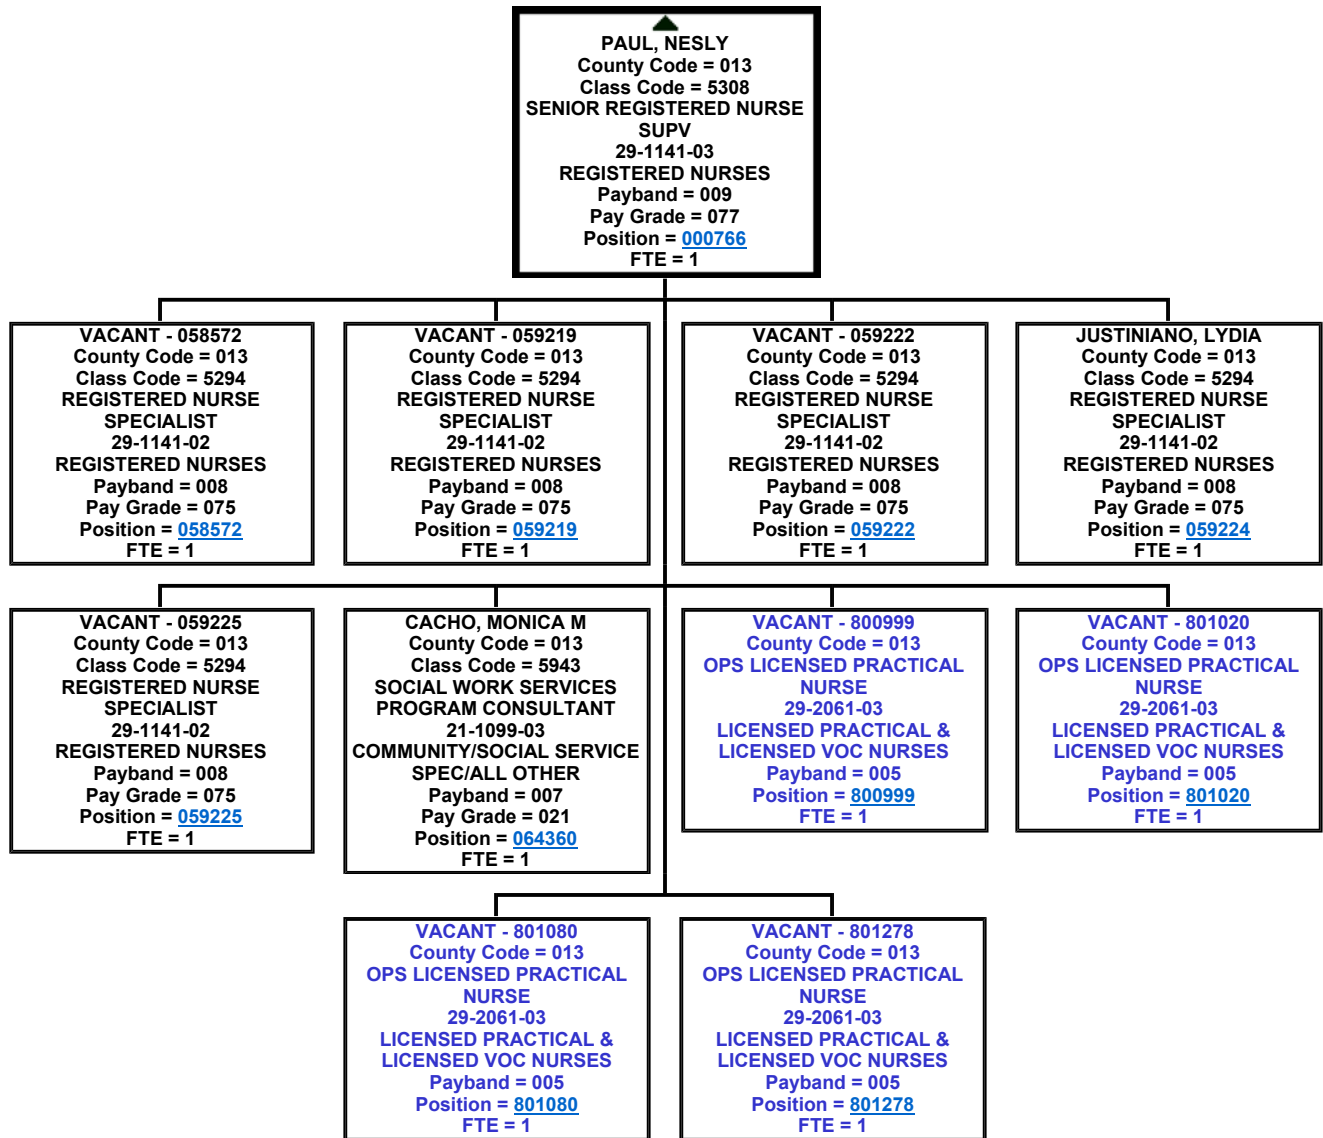 PAUL, NESLY
County Code = 013
Class Code = 5308
SENIOR REGISTERED NURSE
SUPV
29-1141-03
REGISTERED NURSES
Payband = 009
Pay Grade = 077
Position = 000766
FTE = 1
VACANT - 058572
County Code = 013
Class Code = 5294
REGISTERED NURSE
SPECIALIST
29-1141-02
REGISTERED NURSES
Payband = 008
Pay Grade = 075
Position = 058572
FTE = 1
VACANT - 059219
County Code = 013
Class Code = 5294
REGISTERED NURSE
SPECIALIST
29-1141-02
REGISTERED NURSES
Payband = 008
Pay Grade = 075
Position = 059219
FTE = 1
VACANT - 059222
County Code = 013
Class Code = 5294
REGISTERED NURSE
SPECIALIST
29-1141-02
REGISTERED NURSES
Payband = 008
Pay Grade = 075
Position = 059222
FTE = 1
JUSTINIANO, LYDIA
County Code = 013
Class Code = 5294
REGISTERED NURSE
SPECIALIST
29-1141-02
REGISTERED NURSES
Payband = 008
Pay Grade = 075
Position = 059224
FTE = 1
VACANT - 059225
County Code = 013
Class Code = 5294
REGISTERED NURSE
SPECIALIST
29-1141-02
REGISTERED NURSES
Payband = 008
Pay Grade = 075
Position = 059225
FTE = 1
CACHO, MONICA M
County Code = 013
Class Code = 5943
SOCIAL WORK SERVICES
PROGRAM CONSULTANT
21-1099-03
COMMUNITY/SOCIAL SERVICE
SPEC/ALL OTHER
Payband = 007
Pay Grade = 021
Position = 064360
FTE = 1
VACANT - 800999
County Code = 013
OPS LICENSED PRACTICAL
NURSE
29-2061-03
LICENSED PRACTICAL &
LICENSED VOC NURSES
Payband = 005
Position = 800999
FTE = 1
VACANT - 801020
County Code = 013
OPS LICENSED PRACTICAL
NURSE
29-2061-03
LICENSED PRACTICAL &
LICENSED VOC NURSES
Payband = 005
Position = 801020
FTE = 1
VACANT - 801080
County Code = 013
OPS LICENSED PRACTICAL
NURSE
29-2061-03
LICENSED PRACTICAL &
LICENSED VOC NURSES
Payband = 005
Position = 801080
FTE = 1
VACANT - 801278
County Code = 013
OPS LICENSED PRACTICAL
NURSE
29-2061-03
LICENSED PRACTICAL &
LICENSED VOC NURSES
Payband = 005
Position = 801278
FTE = 1